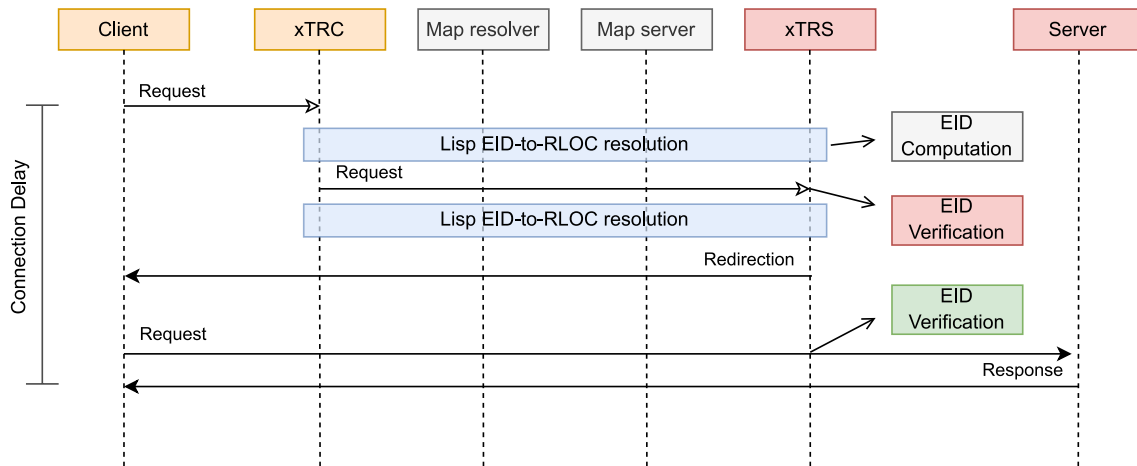 Client
xTRC
Map resolver
Map server
xTRS
Server
Request
Lisp EID-to-RLOC resolution
EID
Computation
Request
Lisp EID-to-RLOC resolution
EID
Verification
Redirection
EID
Verification
Request
Response
Connection Delay